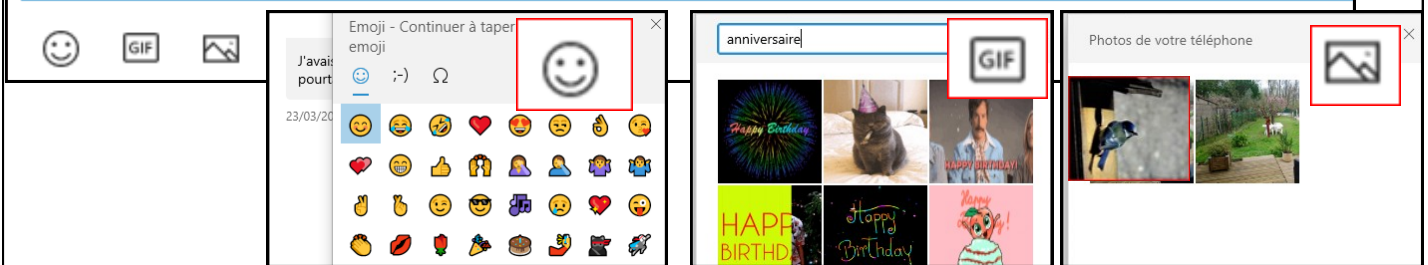 GIF
J'avais
pourt
23/03/20
Emoji - Continuer à taper
emoji
;-)
Ω
anniversaire
GIF
Happy Birthday
HAPPY BIRTHDAY!
HAPP
BIRTHD
Happy
Birthday
Happy
Photos de votre téléphone